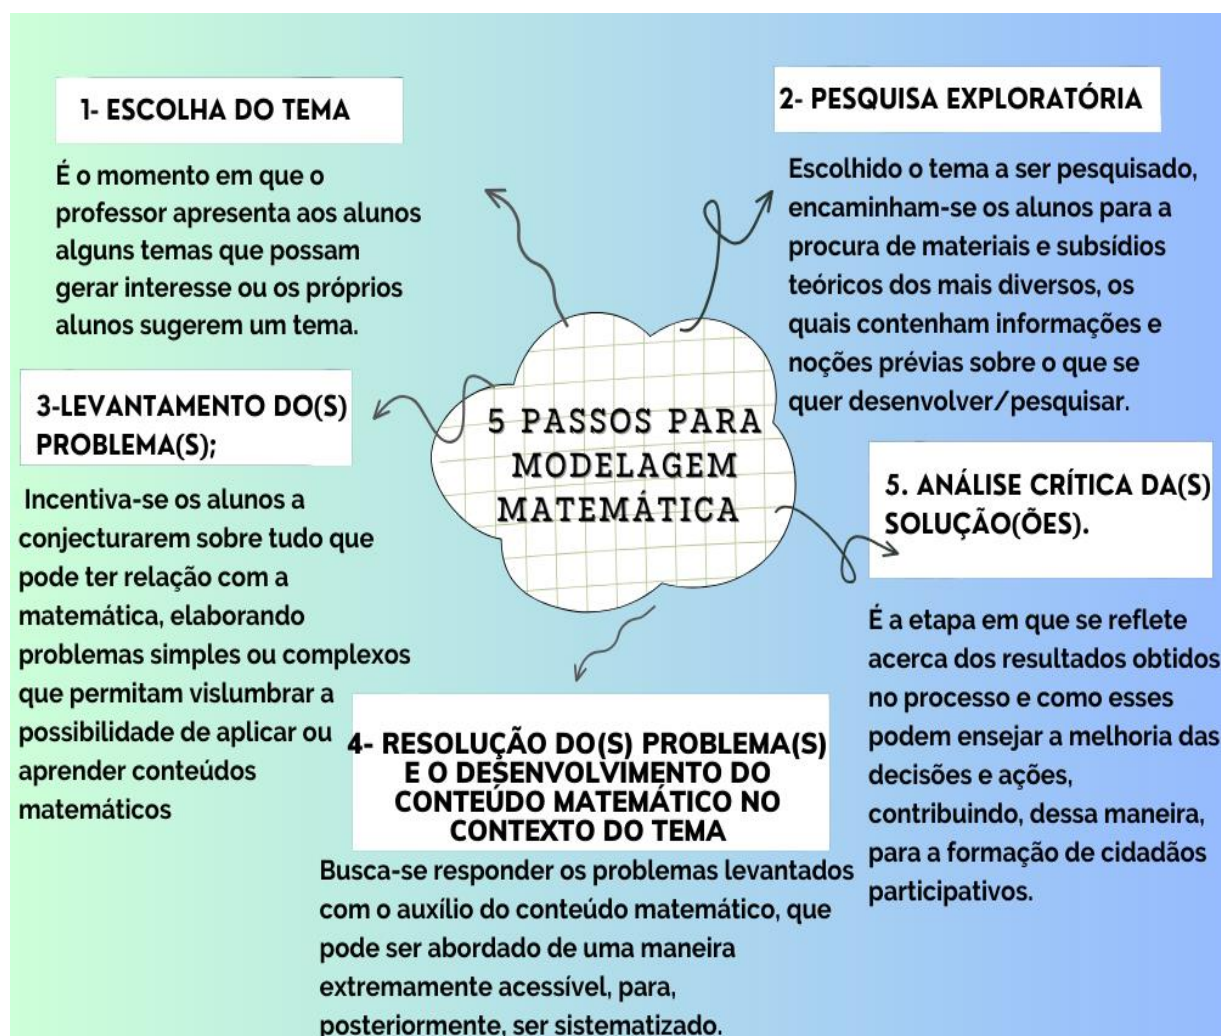 1- ESCOLHA DO TEMA
É o momento em que o
professor apresenta aos alunos
alguns temas que possam
gerar interesse ou os próprios
alunos sugerem um tema.
2- PESQUISA EXPLORATÓRIA
Escolhido o tema a ser pesquisado,
encaminham-se os alunos para a
procura de materiais e subsídios
teóricos dos mais diversos, os
quais contenham informações e
noções prévias sobre o que se
quer desenvolver/pesquisar.
5 PASSOS PARA
MODELAGEM
MATEMÁTICA
3-LEVANTAMENTO DO(S)
PROBLEMA(S);
Incentiva-se os alunos a
conjecturarem sobre tudo que
pode ter relação com a
matemática, elaborando
problemas simples ou complexos
que permitam vislumbrar a
possibilidade de aplicar ou
aprender conteúdos
matemáticos
4- RESOLUÇÃO DO(S) PROBLEMA(S)
E O DESENVOLVIMENTO DO
CONTEÚDO MATEMÁTICO NO
CONTEXTO DO TEMA
Busca-se responder os problemas levantados
com o auxílio do conteúdo matemático, que
pode ser abordado de uma maneira
extremamente acessível, para,
posteriormente, ser sistematizado.
5. ANÁLISE CRÍTICA DA(S)
SOLUÇÃO(ÕES).
É a etapa em que se reflete
acerca dos resultados obtidos
no processo e como esses
podem ensejar a melhoria das
decisões e ações,
contribuindo, dessa maneira,
para a formação de cidadãos
participativos.